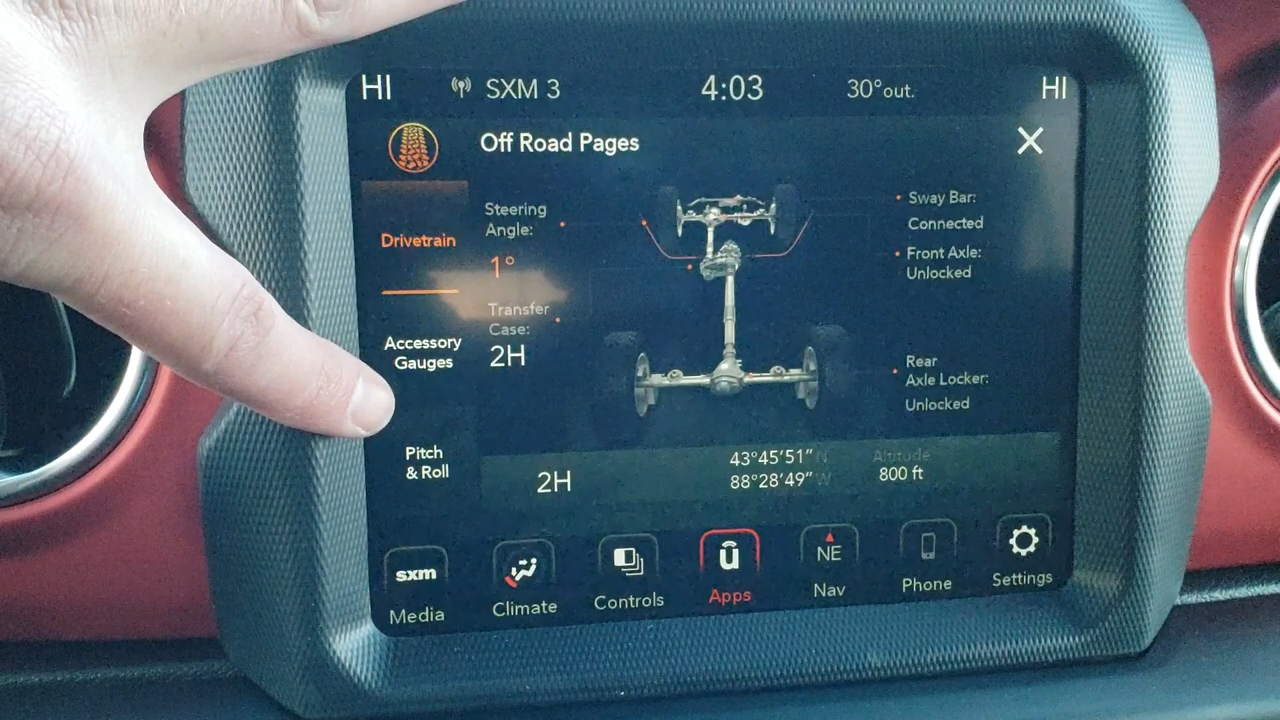 HI SXM 3 4:03 30°out. HI
Off Road Pages
Drivetrain
Accessory
Gauges
Pitch
& Roll
Steering
Angle:
1°
Transfer
Case:
2H
Sway Bar:
Connected
Front Axle:
Unlocked
Rear
Axle Locker:
Unlocked
2H
43°45'51" N
88°28'49" W
Altitude
800 ft
sxm
Media
Climate
Controls
ū
Apps
NE
Nav
Phone
Settings